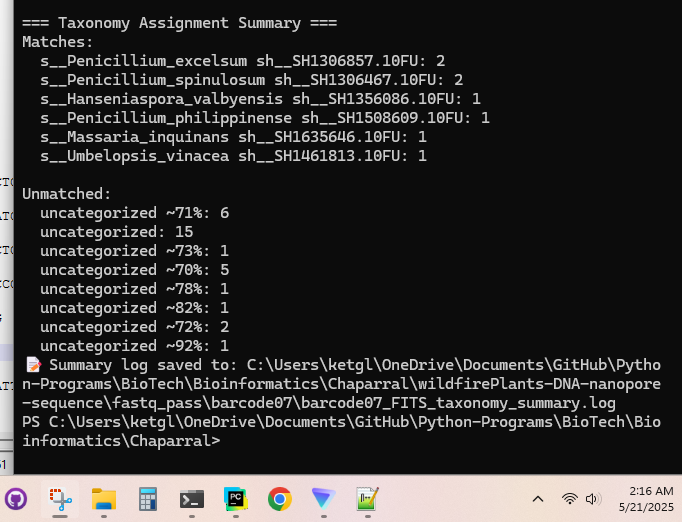 === Taxonomy Assignment Summary ===
Matches:
s__Penicillium_excelsum sh__SH1306857.10FU: 2
s__Penicillium_spinulosum sh__SH1306467.10FU: 2
s__Hanseniaspora_valbyensis sh__SH1356086.10FU: 1
s__Penicillium_philippinense sh__SH1508609.10FU: 1
s__Massaria_inquinans sh__SH1635646.10FU: 1
s__Umbelopsis_vinacea sh__SH1461813.10FU: 1
Unmatched:
uncategorized ~71%: 6
uncategorized: 15
uncategorized ~73%: 1
uncategorized ~70%: 5
uncategorized ~78%: 1
uncategorized ~82%: 1
uncategorized ~72%: 2
uncategorized ~92%: 1
Summary log saved to: C:\Users\ketgl\OneDrive\Documents\GitHub\Pytho
n-Programs\BioTech\Bioinformatics\Chaparral\wildfirePlants-DNA-nanopore
-sequence\fastq_pass\barcode07\barcode07_FITS_taxonomy_summary.log
PS C:\Users\ketgl\OneDrive\Documents\GitHub\Python-Programs\BioTech\Bio
informatics\Chaparral>
PC
2:16 AM
5/21/2025